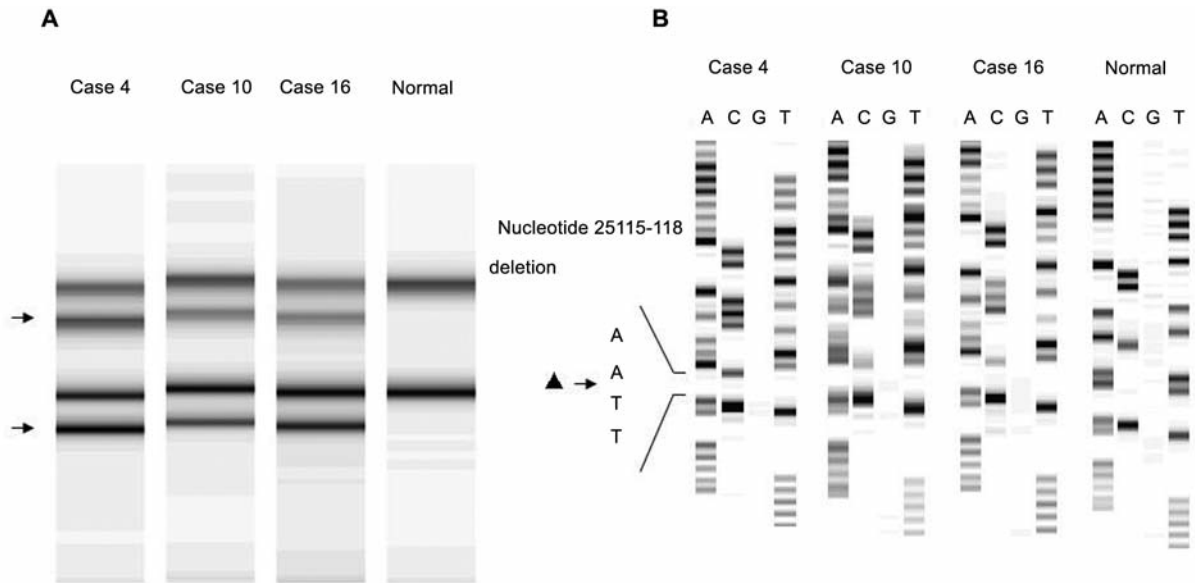 A
Case 4 Case 10 Case 16 Normal
B
Case 4 Case 10 Case 16 Normal
A C G T A C G T A C G T A C G T
Nucleotide 25115-118
deletion
A
A
T
T